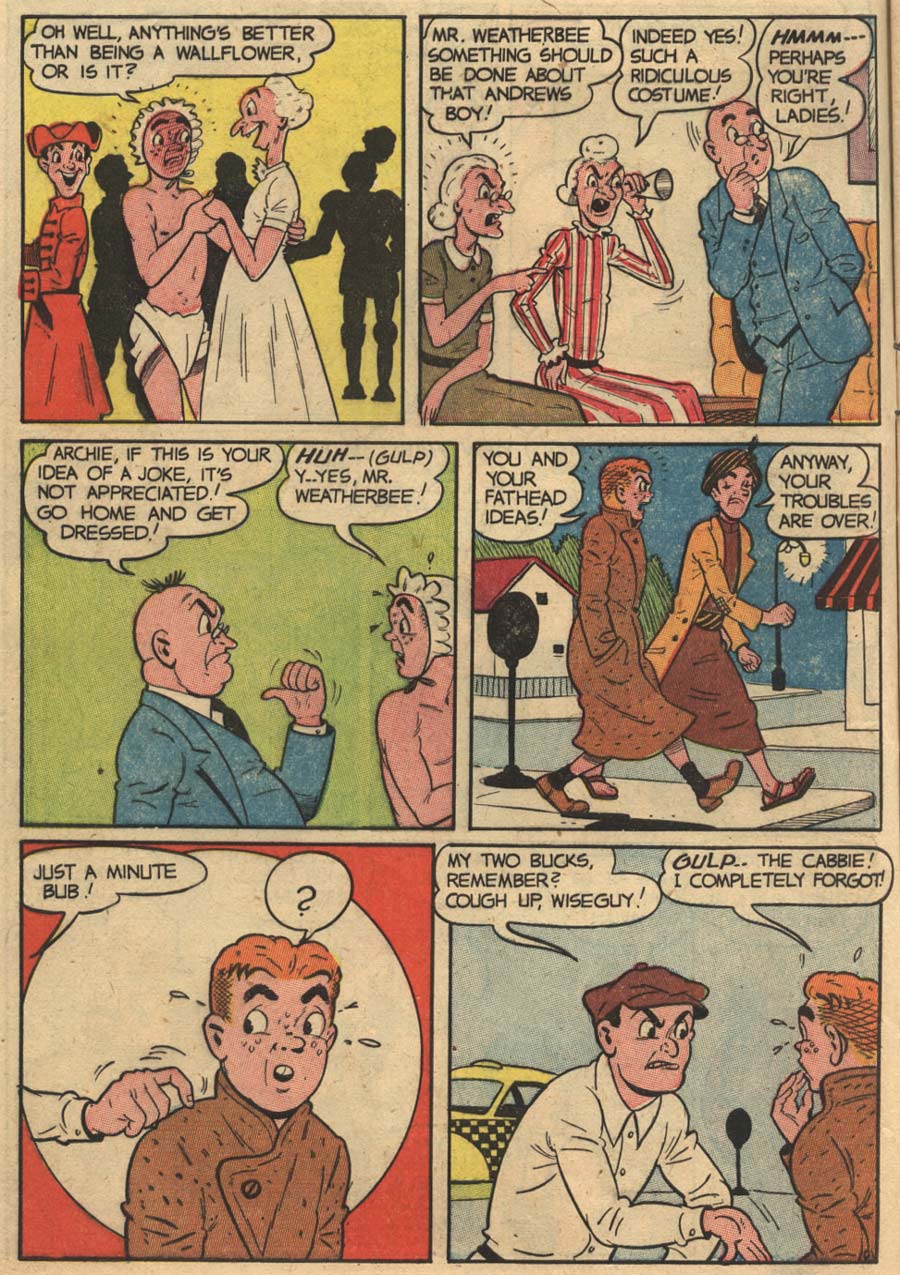 OH WELL, ANYTHING'S BETTER
THAN BEING A WALLFLOWER,
OR IS IT?
MR. WEATHERBEE
SOMETHING SHOULD
BE DONE ABOUT
THAT ANDREWS
BOY!
INDEED YES!
SUCH A
RIDICULOUS
COSTUME!
HMMM---
PERHAPS
YOU'RE
RIGHT,
LADIES!
ARCHIE, IF THIS IS YOUR
IDEA OF A JOKE, IT'S
NOT APPRECIATED!
GO HOME AND GET
DRESSED!
HUH--(GULP)
Y..YES, MR.
WEATHERBEE!
YOU AND
YOUR
FATHEAD
IDEAS!
ANYWAY,
YOUR
TROUBLES
ARE OVER!
JUST A MINUTE
BUB!
?
MY TWO BUCKS,
REMEMBER?
COUGH UP, WISEGUY!
GULP.. THE CABBIE!
I COMPLETELY FORGOT!